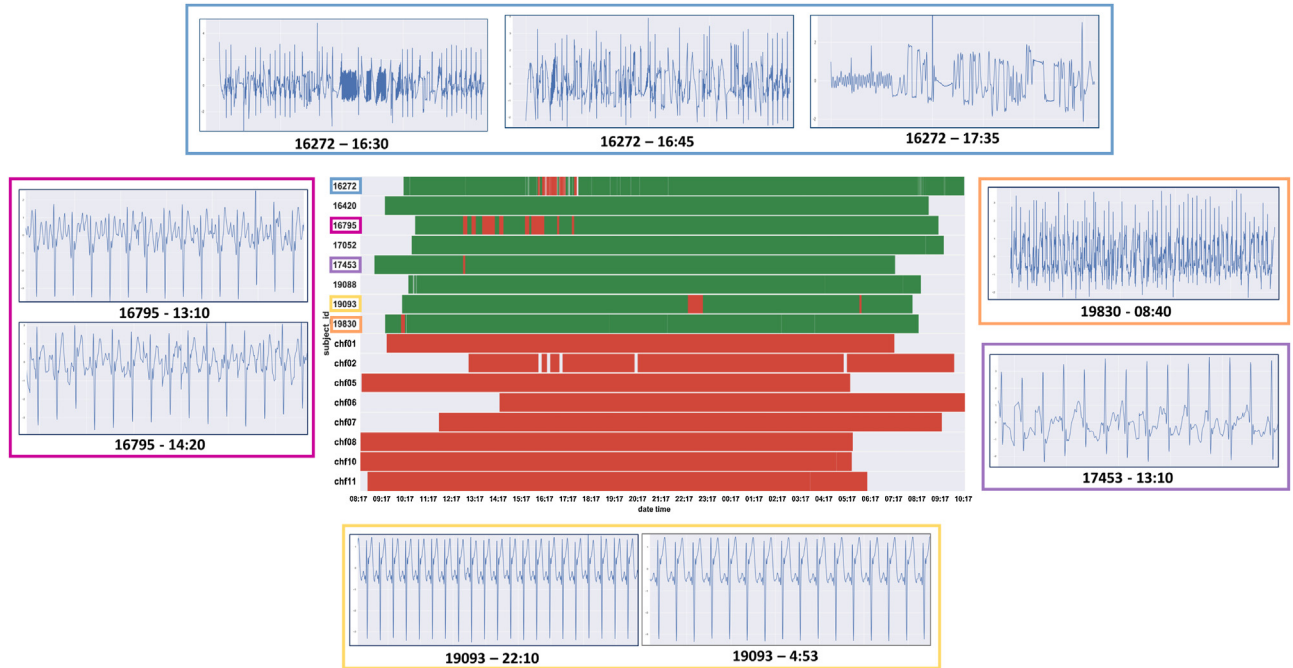 16272 – 16:30
16272 – 16:45
16272 – 17:35
16795 - 13:10
16795 - 14:20
subject_id
16272
16420
16795
17052
17453
19088
19093
19830
chf01
chf02
chf05
chf06
chf07
chf08
chf10
chf11
08:17 09:17 10:17 11:17 12:17 13:17 14:17 15:17 16:17 17:17 18:17 19:17 20:17 21:17 22:17 23:17 00:17 01:17 02:17 03:17 04:17 05:17 06:17 07:17 08:17 09:17 10:17
date time
19830 – 08:40
17453 - 13:10
19093 – 22:10
19093 – 4:53